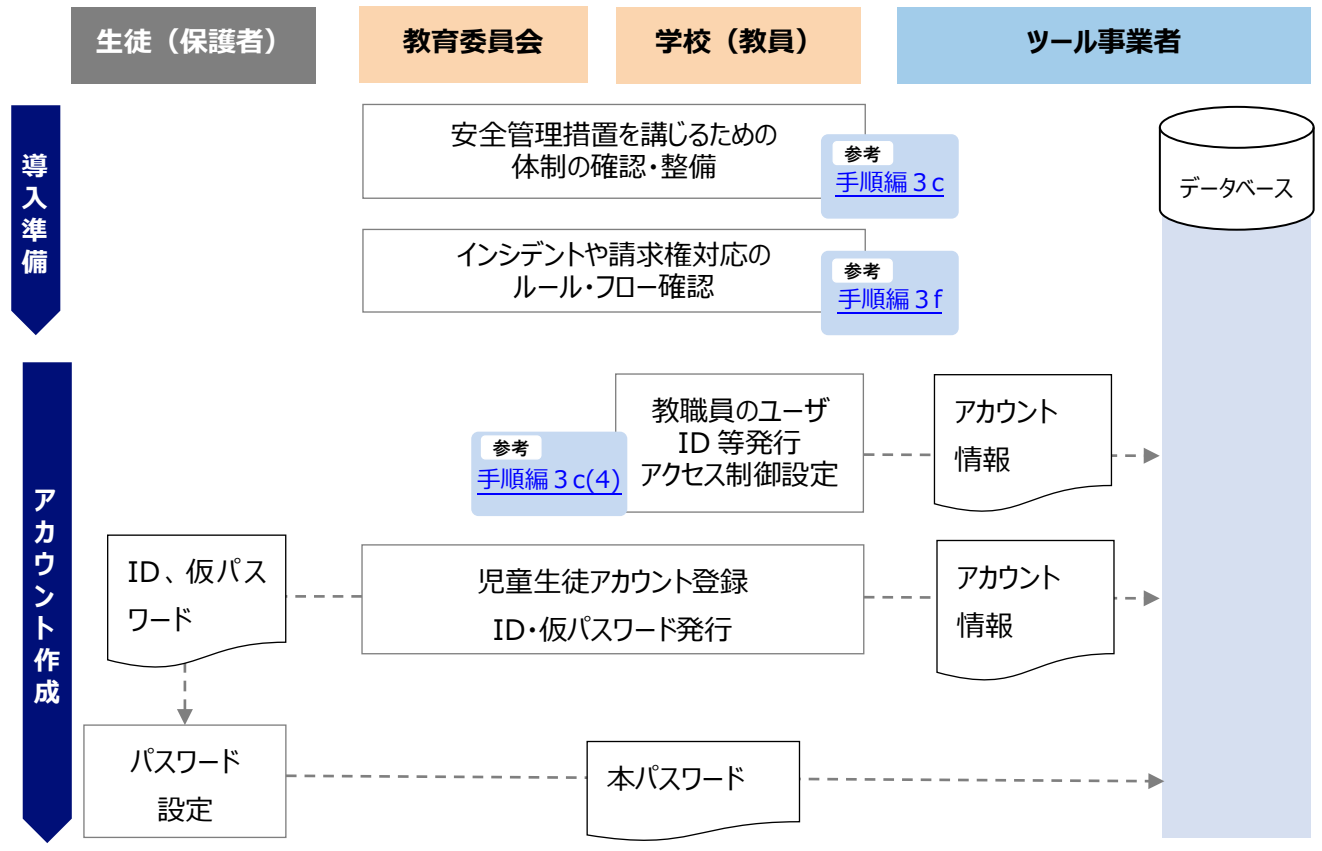 生徒（保護者）
教育委員会
学校（教員）
ツール事業者
導入準備
安全管理措置を講じるための
体制の確認・整備
参考
手順編３c
データベース
インシデントや請求権対応の
ルール・フロー確認
参考
手順編３f
アカウント作成
教職員のユーザ
ID 等発行
アクセス制御設定
参考
手順編３c(4)
アカウント
情報
ID、仮パス
ワード
児童生徒アカウント登録
ID・仮パスワード発行
アカウント
情報
パスワード
設定
本パスワード